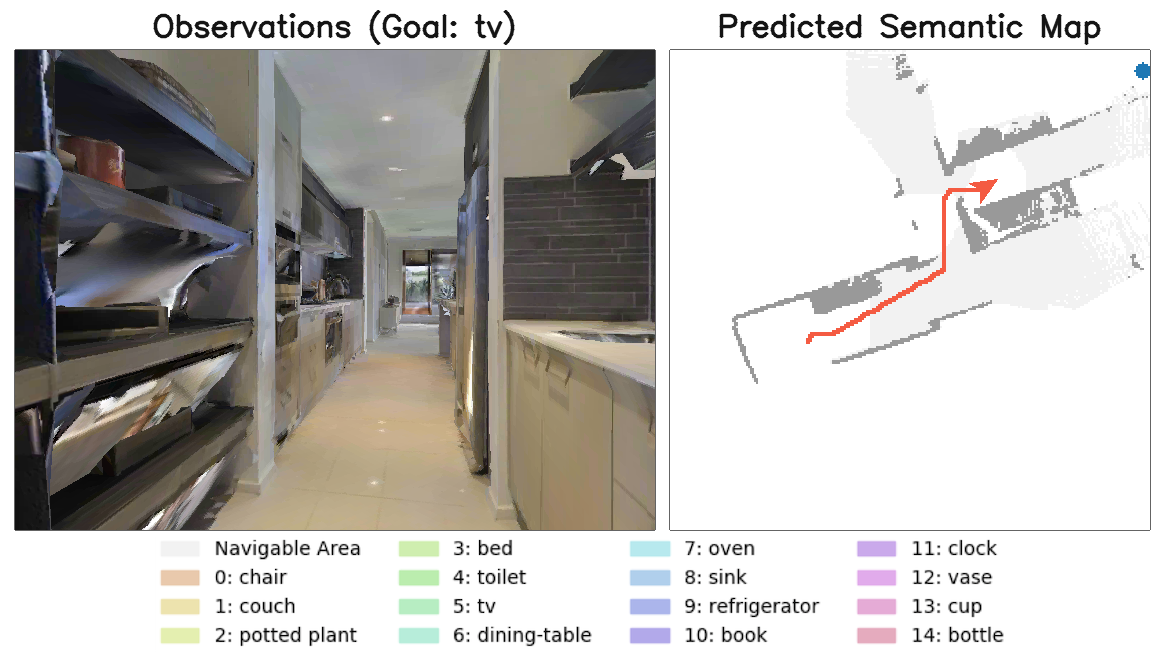 Observations (Goal: tv)
Predicted Semantic Map
Navigable Area
0: chair
1: couch
2: potted plant
3: bed
4: toilet
5: tv
6: dining-table
7: oven
8: sink
9: refrigerator
10: book
11: clock
12: vase
13: cup
14: bottle